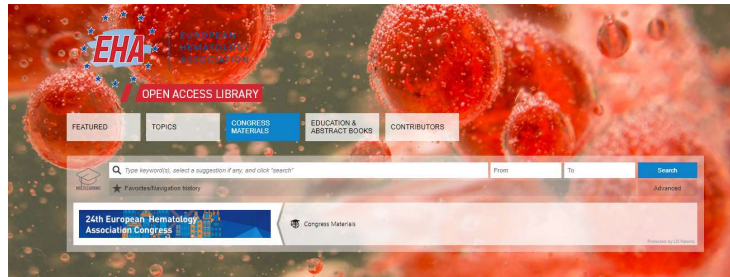 EHA
EUROPEAN
HEMATOLOGY
ASSOCIATION
OPEN ACCESS LIBRARY
FEATURED
TOPICS
CONGRESS
MATERIALS
EDUCATION &
ABSTRACT BOOKS
CONTRIBUTORS
Type keyword(s), select a suggestion if any, and click "search"
From
To
Search
Favorites/Navigation history
Advanced
24th European Hematology
Association Congress
Congress Materials